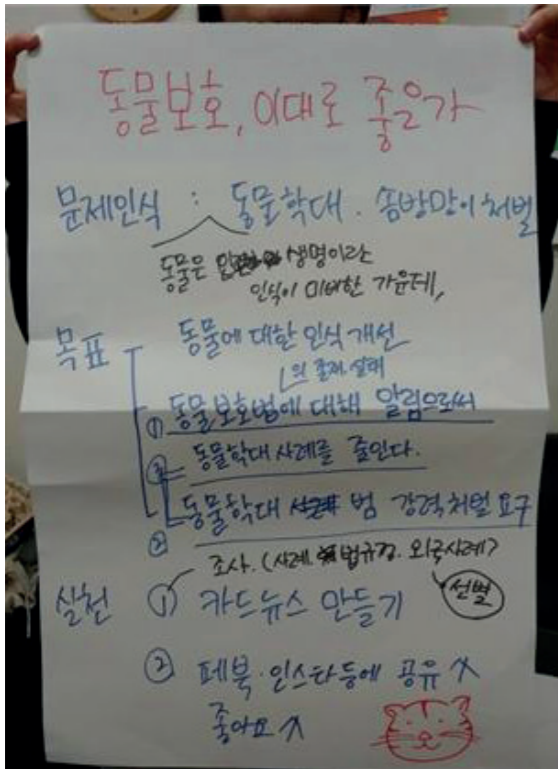 동물보호, 이대로 좋은가
문제인식 : 동물학대. 솜방망이 처벌
동물은 생명이란
인식이 미비한 가운데,
목표 동물에 대한 인식 개선
의 존재. 실태
① 동물보호법에 대해 알림으로써
동물학대 사례를 줄인다.
동물학대 범 강력처벌 요구
②
조사. (사례. 법규정. 외국사례)
선별
실천 ① 카드뉴스 만들기
② 페북·인스타등에 공유
좋아요